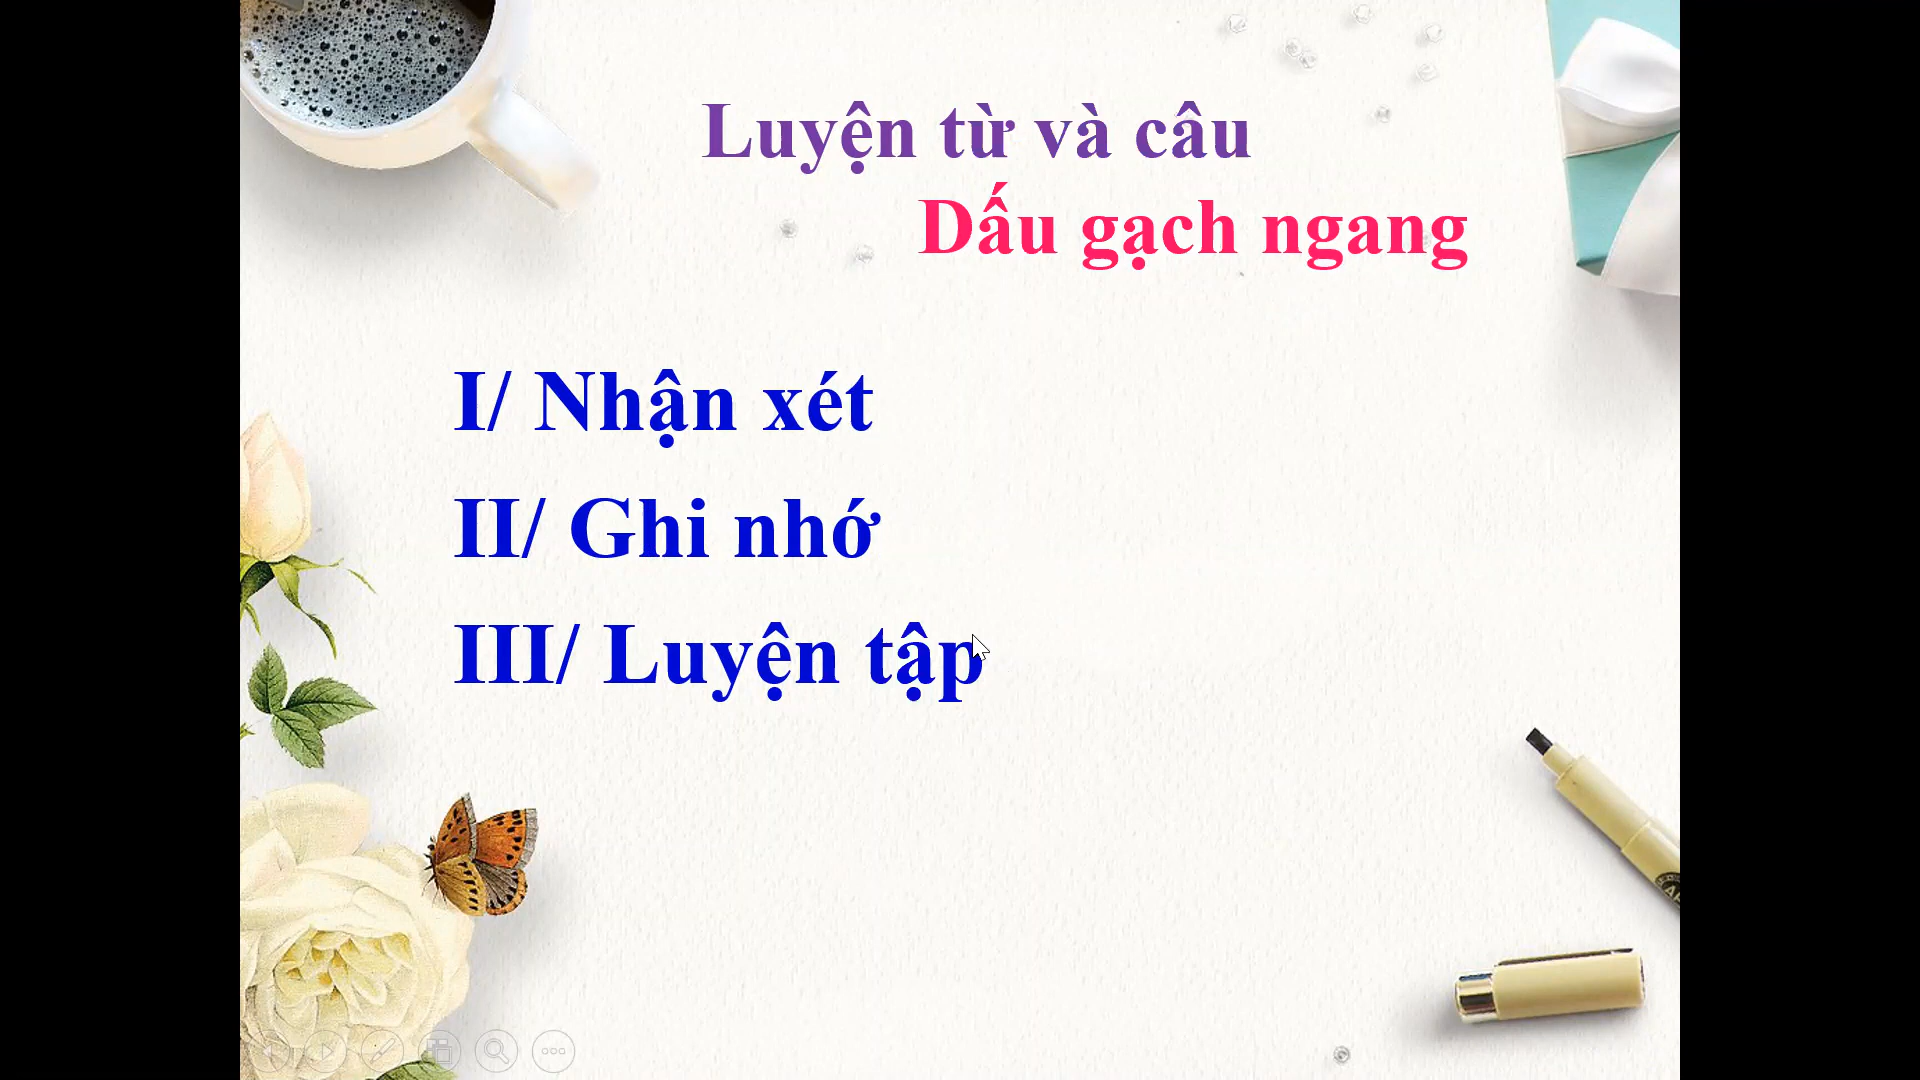 Luyện từ và câu
Dấu gạch ngang
I/ Nhận xét
II/ Ghi nhớ
III/ Luyện tập